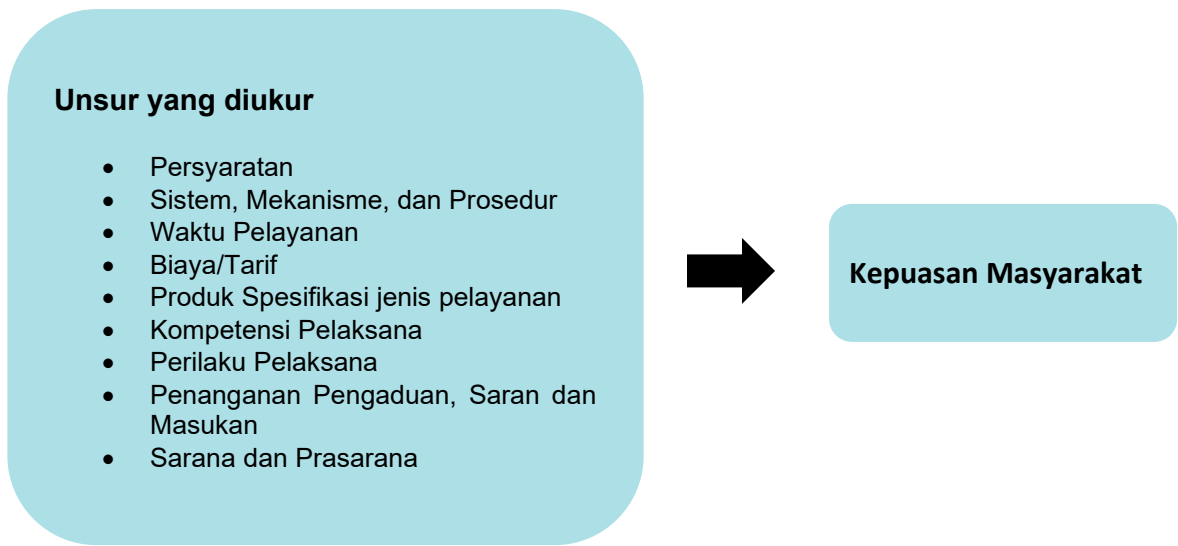 Unsur yang diukur
• Persyaratan
• Sistem, Mekanisme, dan Prosedur
• Waktu Pelayanan
• Biaya/Tarif
• Produk Spesifikasi jenis pelayanan
• Kompetensi Pelaksana
• Perilaku Pelaksana
• Penanganan Pengaduan, Saran dan
Masukan
• Sarana dan Prasarana
Kepuasan Masyarakat